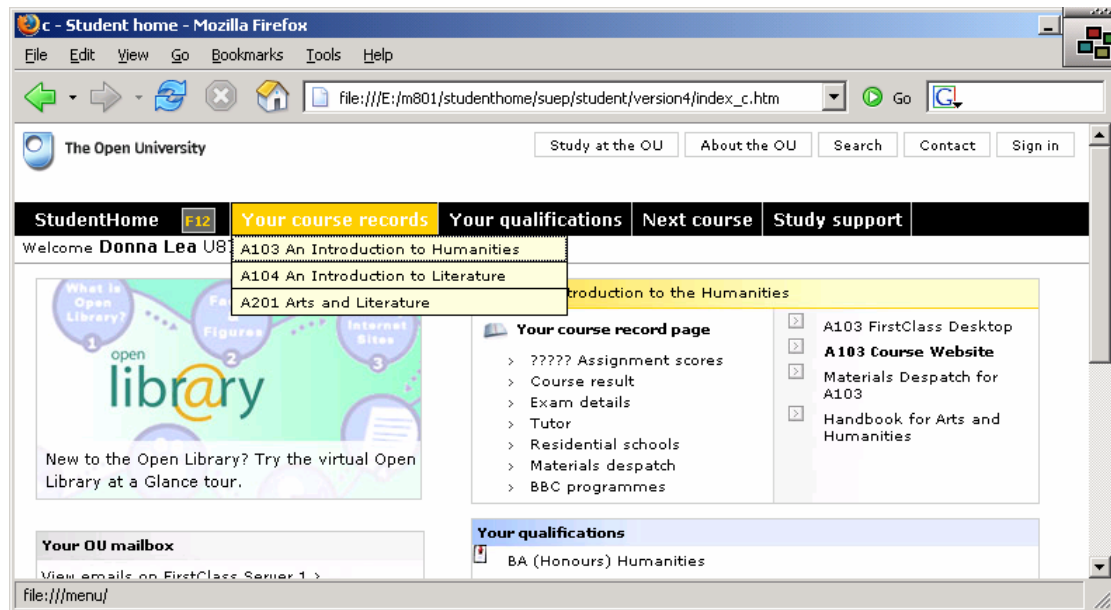 c - Student home - Mozilla Firefox
File Edit View Go Bookmarks Tools Help
file:///E:/m801/studenthome/suep/student/version4/index_c.htm Go G
The Open University
Study at the OU About the OU Search Contact Sign in
StudentHome F12 Your course records Your qualifications Next course Study support
Welcome Donna Lea
A103 An Introduction to Humanities
A104 An Introduction to Literature
A201 Arts and Literature
What is Open Library?
1
Figures
2
Internet Sites
3
open
libr@ry
New to the Open Library? Try the virtual Open
Library at a Glance tour.
Your OU mailbox
View emails on FirstClass Server 1 >
to the Humanities
Your course record page
> ????? Assignment scores
> Course result
> Exam details
> Tutor
> Residential schools
> Materials despatch
> BBC programmes
A103 FirstClass Desktop
A103 Course Website
Materials Despatch for
A103
Handbook for Arts and
Humanities
Your qualifications
BA (Honours) Humanities
file:///menu/